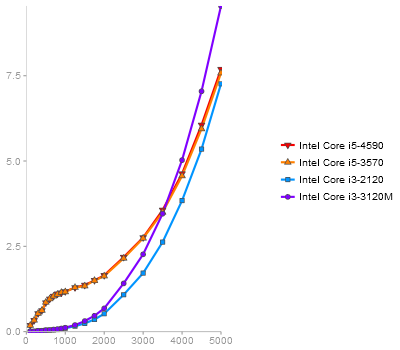 7.5
5.0
2.5
0.0
0 1000 2000 3000 4000 5000
Intel Core i5-4590
Intel Core i5-3570
Intel Core i3-2120
Intel Core i3-3120M